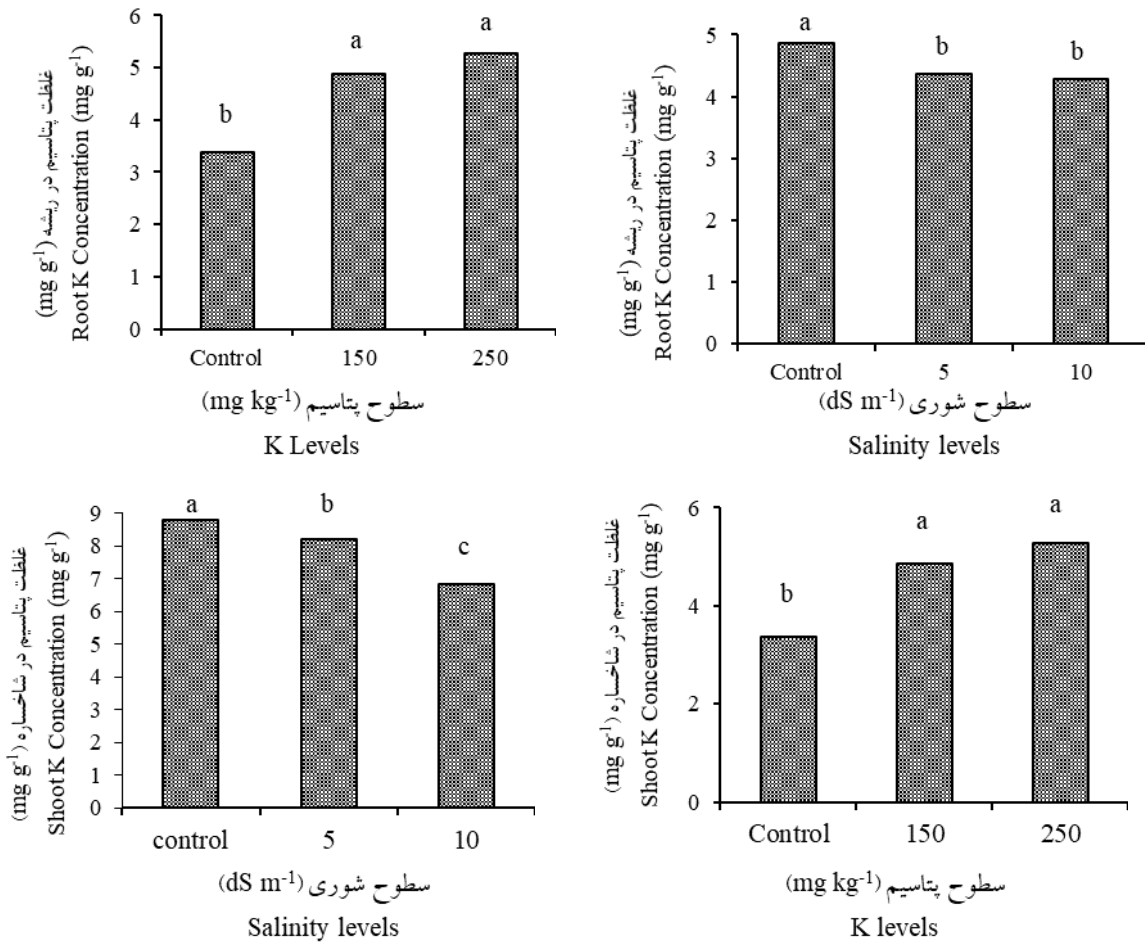 غلظت پتاسیم در ریشه (mg g-1)
Root K Concentration (mg g-1)
6
5
4
3
2
1
0
b
a
a
Control 150 250
سطوح پتاسیم (mg kg-1)
K Levels
غلظت پتاسیم در ریشه (mg g-1)
Root K Concentration (mg g-1)
5
4
3
2
1
0
a
b
b
Control 5 10
سطوح شوری (dS m-1)
Salinity levels
غلظت پتاسیم در شاخساره (mg g-1)
Shoot K Concentration (mg g-1)
9
8
7
6
5
4
3
2
1
0
a
b
c
control 5 10
سطوح شوری (dS m-1)
Salinity levels
غلظت پتاسیم در شاخساره (mg g-1)
Shoot K Concentration (mg g-1)
6
4
2
0
b
a
a
Control 150 250
سطوح پتاسیم (mg kg-1)
K levels